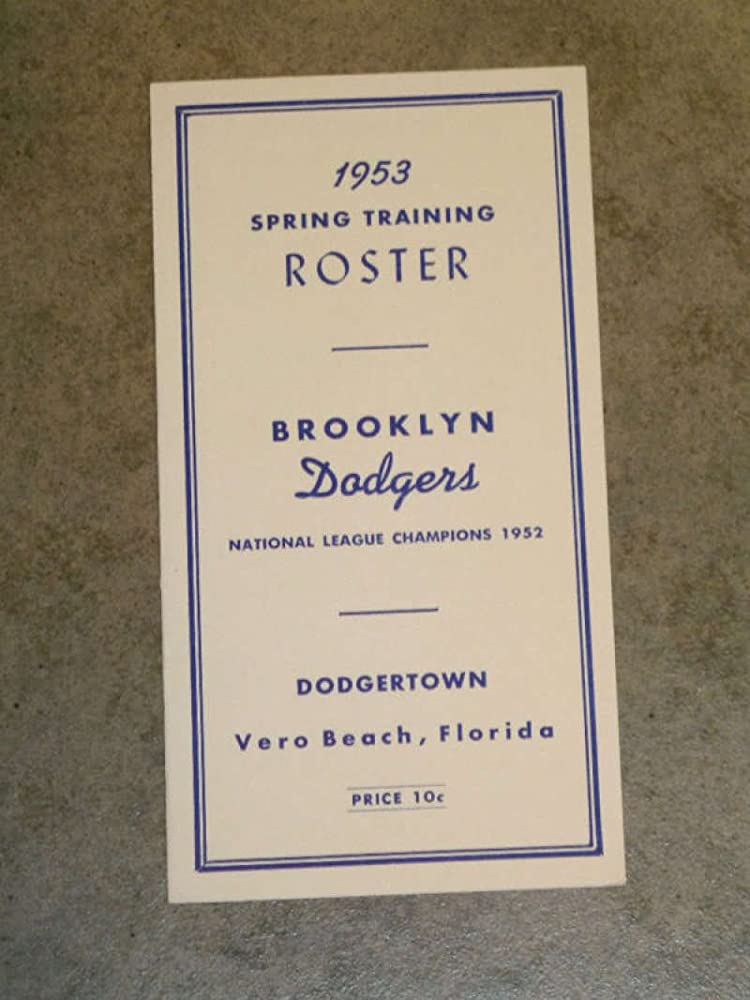 1953
SPRING TRAINING
ROSTER
BROOKLYN
Dodgers
NATIONAL LEAGUE CHAMPIONS 1952
DODGERTOWN
Vero Beach, Florida
PRICE 10c